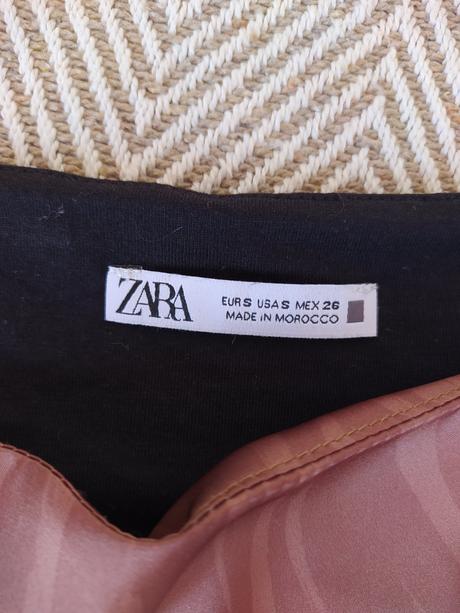 ZARA
EUR S USA S MEX 26
MADE IN MOROCCO